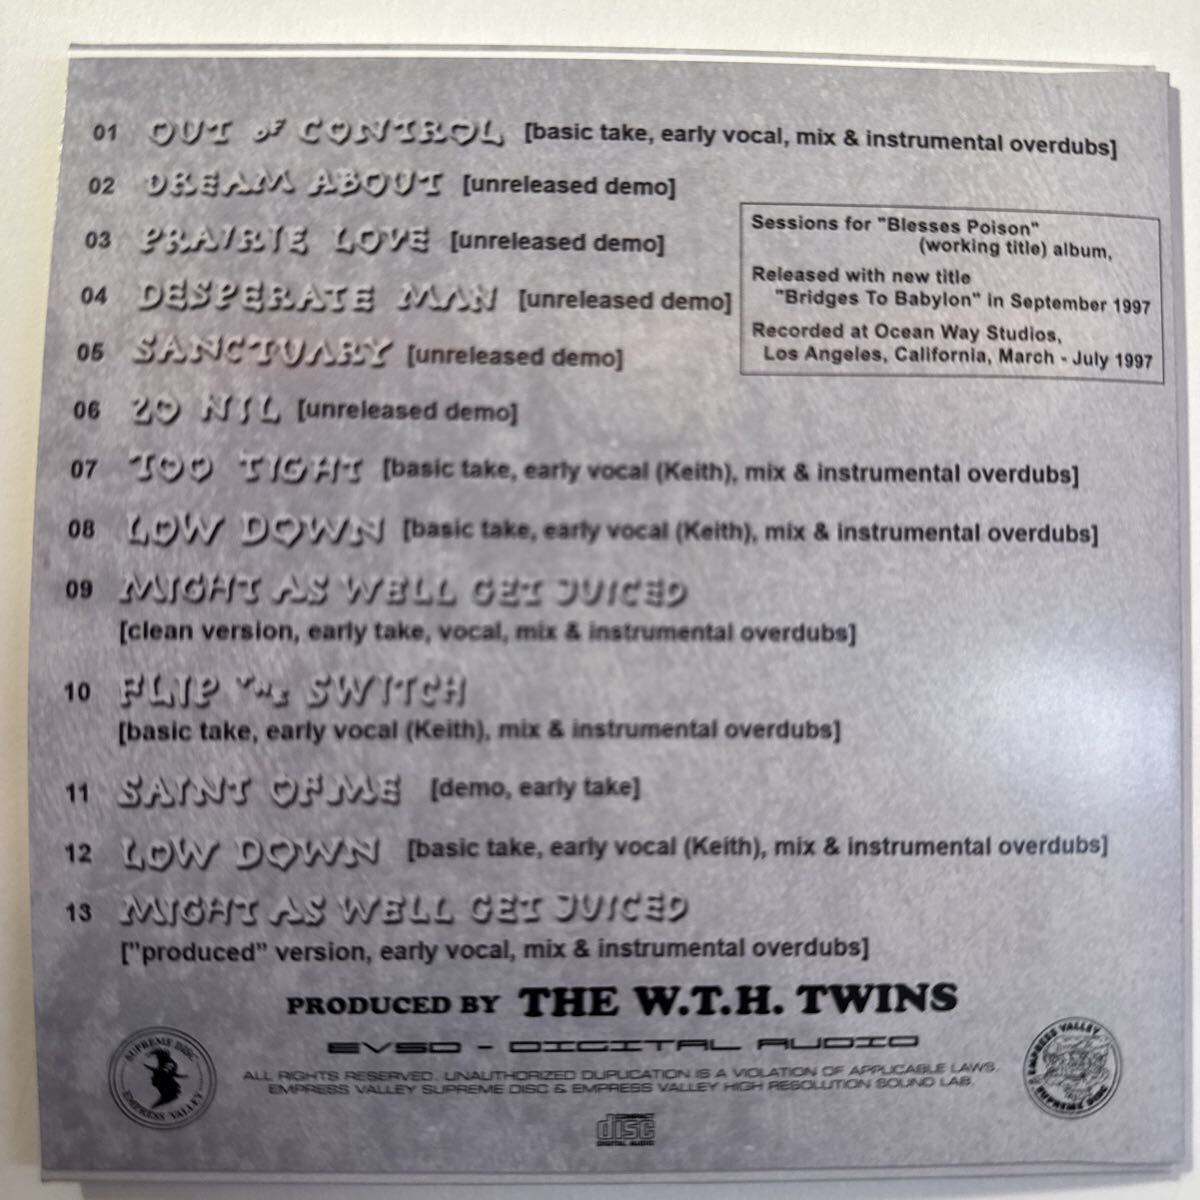 01 OUT OF CONTROL [basic take, early vocal, mix & instrumental overdubs]
02 DREAM ABOUT [unreleased demo]
03 PRAIRIE LOVE [unreleased demo]
04 DESPERATE MAN [unreleased demo]
05 SANCTUARY [unreleased demo]
06 20 NIL [unreleased demo]
Sessions for "Blesses Poison"
(working title) album,
Released with new title
"Bridges To Babylon" in September 1997
Recorded at Ocean Way Studios,
Los Angeles, California, March - July 1997
07 TOO TIGHT [basic take, early vocal (Keith), mix & instrumental overdubs]
08 LOW DOWN [basic take, early vocal (Keith), mix & instrumental overdubs]
09 MIGHT AS WELL GET JUICED
[clean version, early take, vocal, mix & instrumental overdubs]
10 FLIP THE SWITCH
[basic take, early vocal (Keith), mix & instrumental overdubs]
11 SAINT OF ME [demo, early take]
12 LOW DOWN [basic take, early vocal (Keith), mix & instrumental overdubs]
13 MIGHT AS WELL GET JUICED
["produced" version, early vocal, mix & instrumental overdubs]
PRODUCED BY THE W.T.H. TWINS
EVSD - DIGITAL AUDIO
ALL RIGHTS RESERVED. UNAUTHORIZED DUPLICATION IS A VIOLATION OF APPLICABLE LAWS.
EMPRESS VALLEY SUPREME DISC & EMPRESS VALLEY HIGH RESOLUTION SOUND LAB.
SUPREME DISC
EMPRESS VALLEY
EMPRESS VALLEY
SUPREME DISC
COMPACT
disc
DIGITAL AUDIO